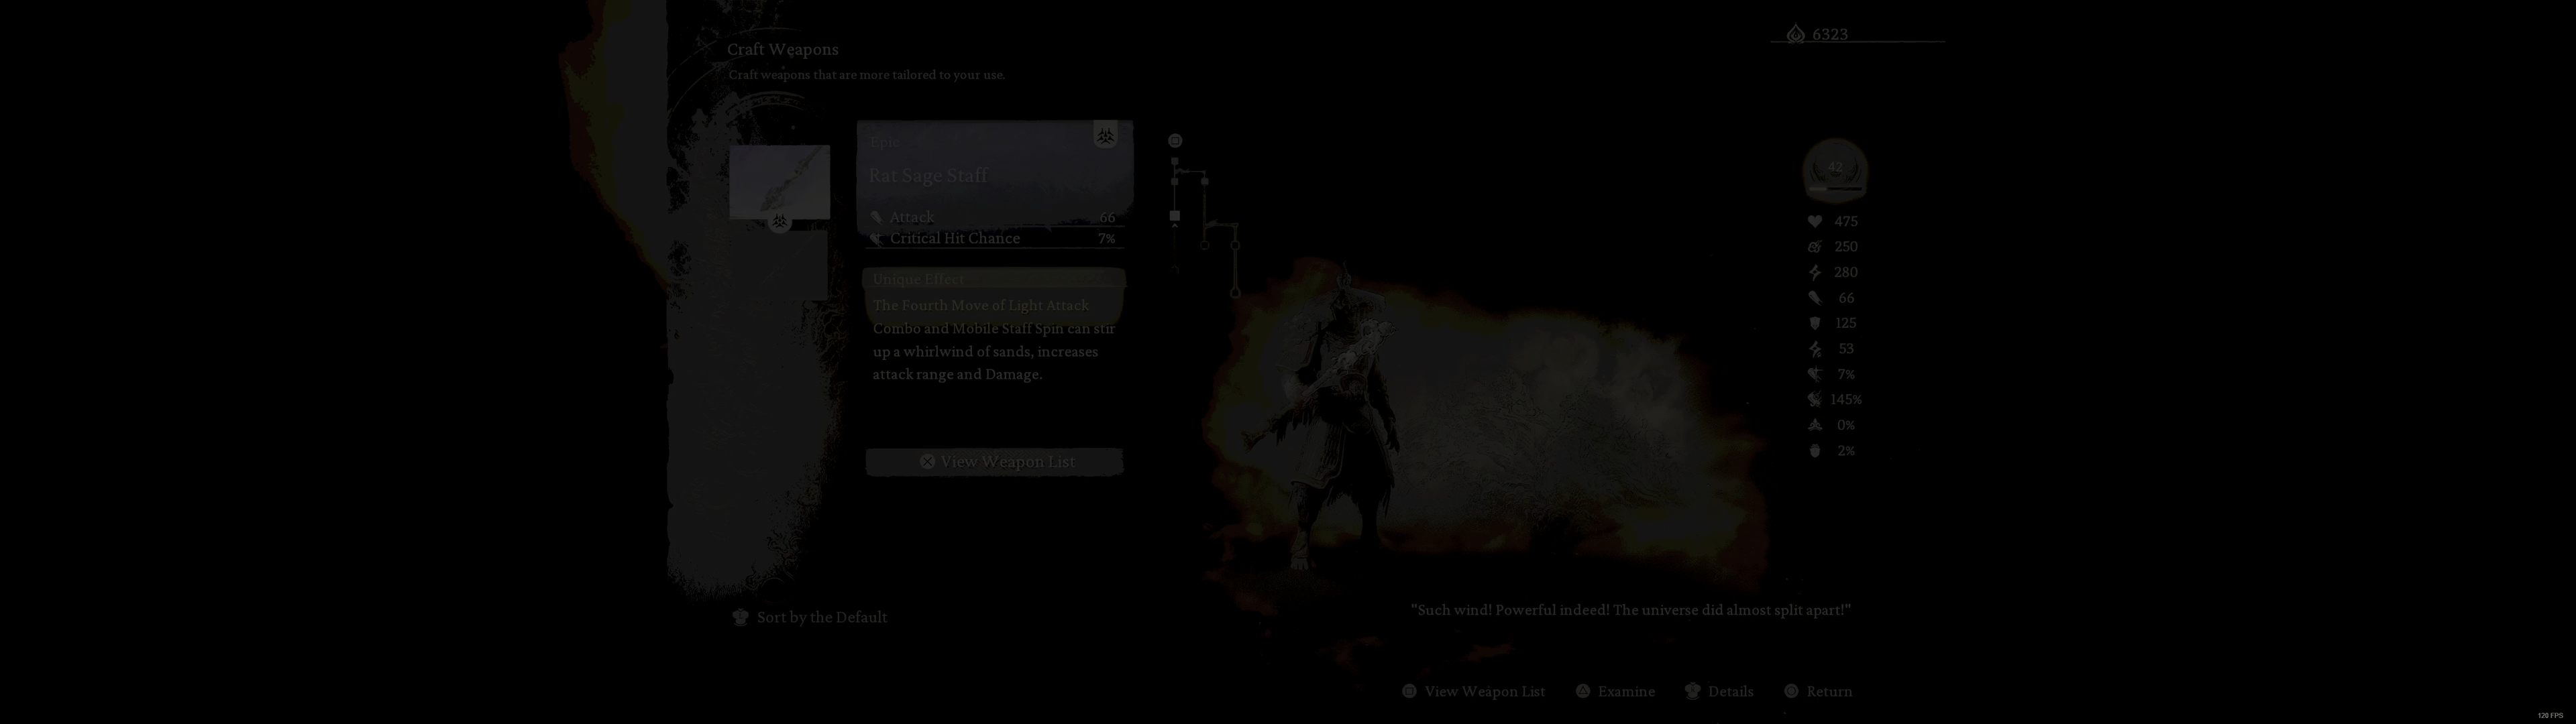 Craft Weapons
6323
Craft weapons that are more tailored to your use.
Epic
Rat Sage Staff
Attack 66
Critical Hit Chance 7%
Unique Effect
The Fourth Move of Light Attack
Combo and Mobile Staff Spin can stir
up a whirlwind of sands, increases
attack range and Damage.
View Weapon List
42
475
250
280
66
125
53
7%
145%
0%
2%
Sort by the Default
"Such wind! Powerful indeed! The universe did almost split apart!"
View Weapon List Examine Details Return
120 FPS